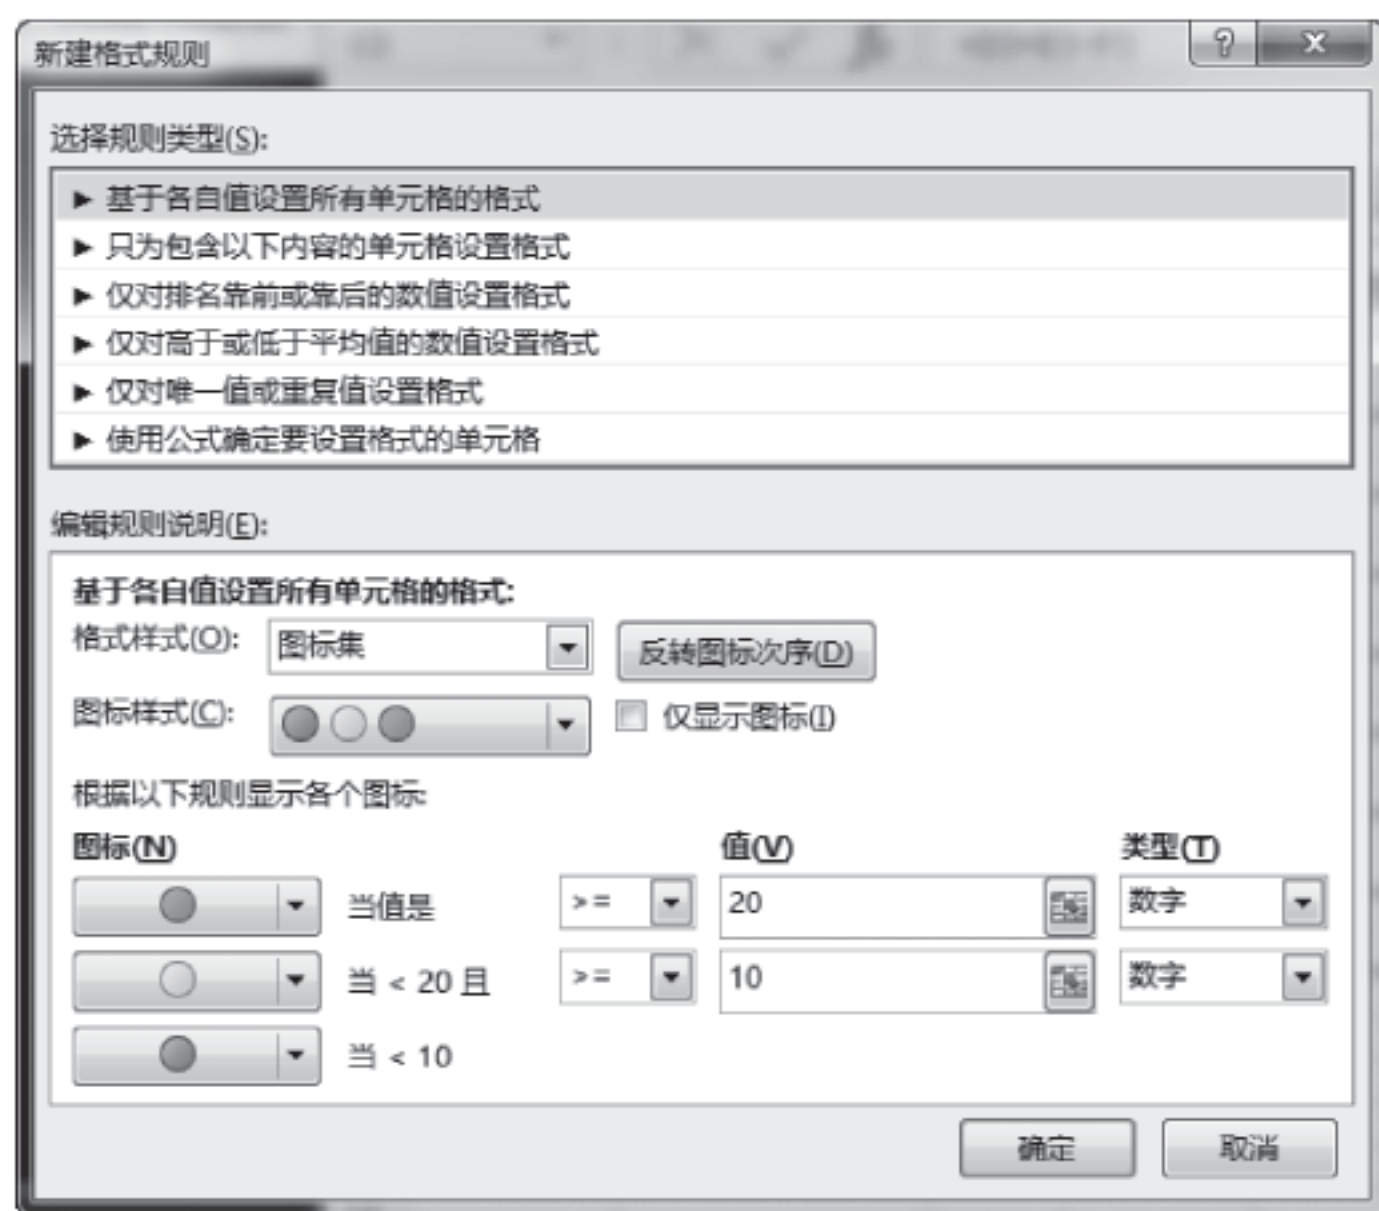 新建格式规则
? x
选择规则类型(S):
► 基于各自值设置所有单元格的格式
► 只为包含以下内容的单元格设置格式
► 仅对排名靠前或靠后的数值设置格式
► 仅对高于或低于平均值的数值设置格式
► 仅对唯一值或重复值设置格式
► 使用公式确定要设置格式的单元格
编辑规则说明(E):
基于各自值设置所有单元格的格式:
格式样式(O): 图标集 反转图标次序(D)
图标样式(C): 仅显示图标(I)
根据以下规则显示各个图标:
图标(N) 值(V) 类型(T)
当值是 >= 20 数字
当 < 20 且 >= 10 数字
当 < 10
确定 取消